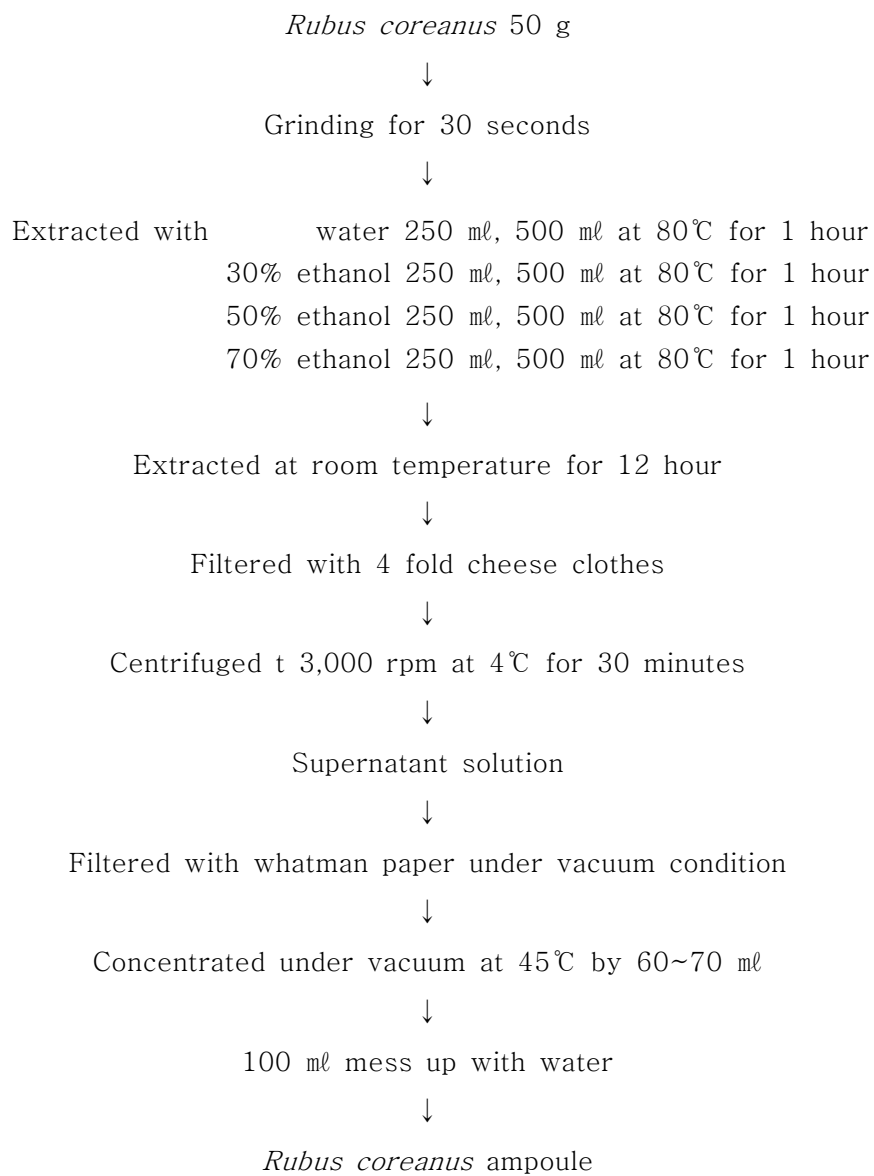 Rubus coreanus 50 g
↓
Grinding for 30 seconds
↓
Extracted with water 250 ㎖, 500 ㎖ at 80℃ for 1 hour
30% ethanol 250 ㎖, 500 ㎖ at 80℃ for 1 hour
50% ethanol 250 ㎖, 500 ㎖ at 80℃ for 1 hour
70% ethanol 250 ㎖, 500 ㎖ at 80℃ for 1 hour
↓
Extracted at room temperature for 12 hour
↓
Filtered with 4 fold cheese clothes
↓
Centrifuged t 3,000 rpm at 4℃ for 30 minutes
↓
Supernatant solution
↓
Filtered with whatman paper under vacuum condition
↓
Concentrated under vacuum at 45℃ by 60~70 ㎖
↓
100 ㎖ mess up with water
↓
Rubus coreanus ampoule